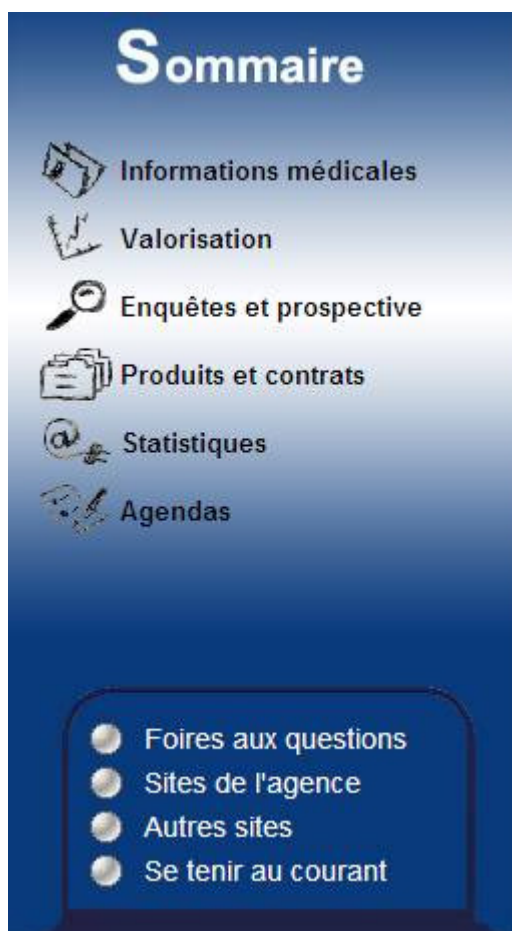 Sommaire
Informations médicales
Valorisation
Enquêtes et prospective
Produits et contrats
Statistiques
Agendas
Foires aux questions
Sites de l'agence
Autres sites
Se tenir au courant